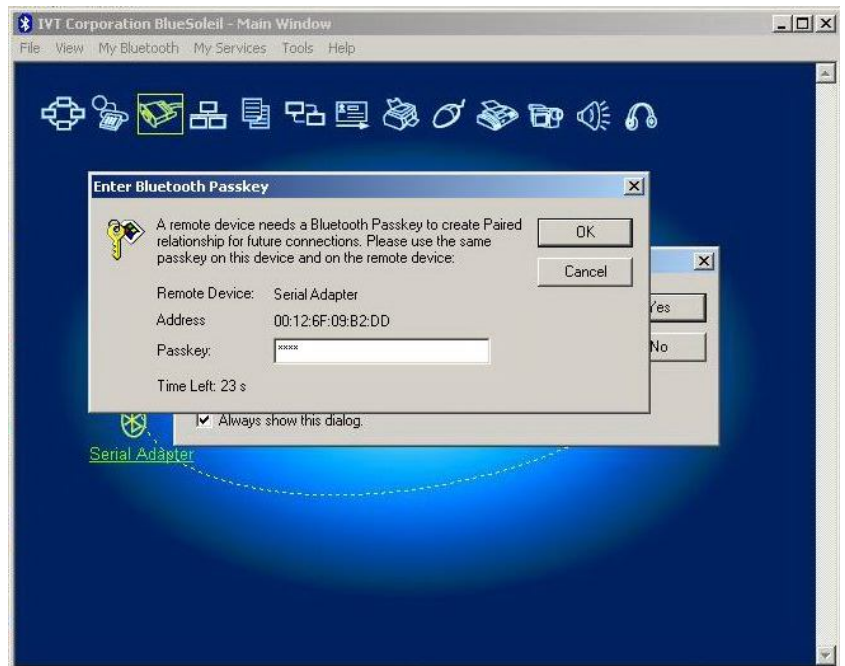 IVT Corporation BlueSoleil - Main Window
File View My Bluetooth My Services Tools Help
Enter Bluetooth Passkey
A remote device needs a Bluetooth Passkey to create Paired
relationship for future connections. Please use the same
passkey on this device and on the remote device:
OK
Cancel
Remote Device: Serial Adapter
Address 00:12:6F:09:B2:DD
Passkey: xxxx
Time Left: 23 s
Yes
No
Always show this dialog.
Serial Adapter